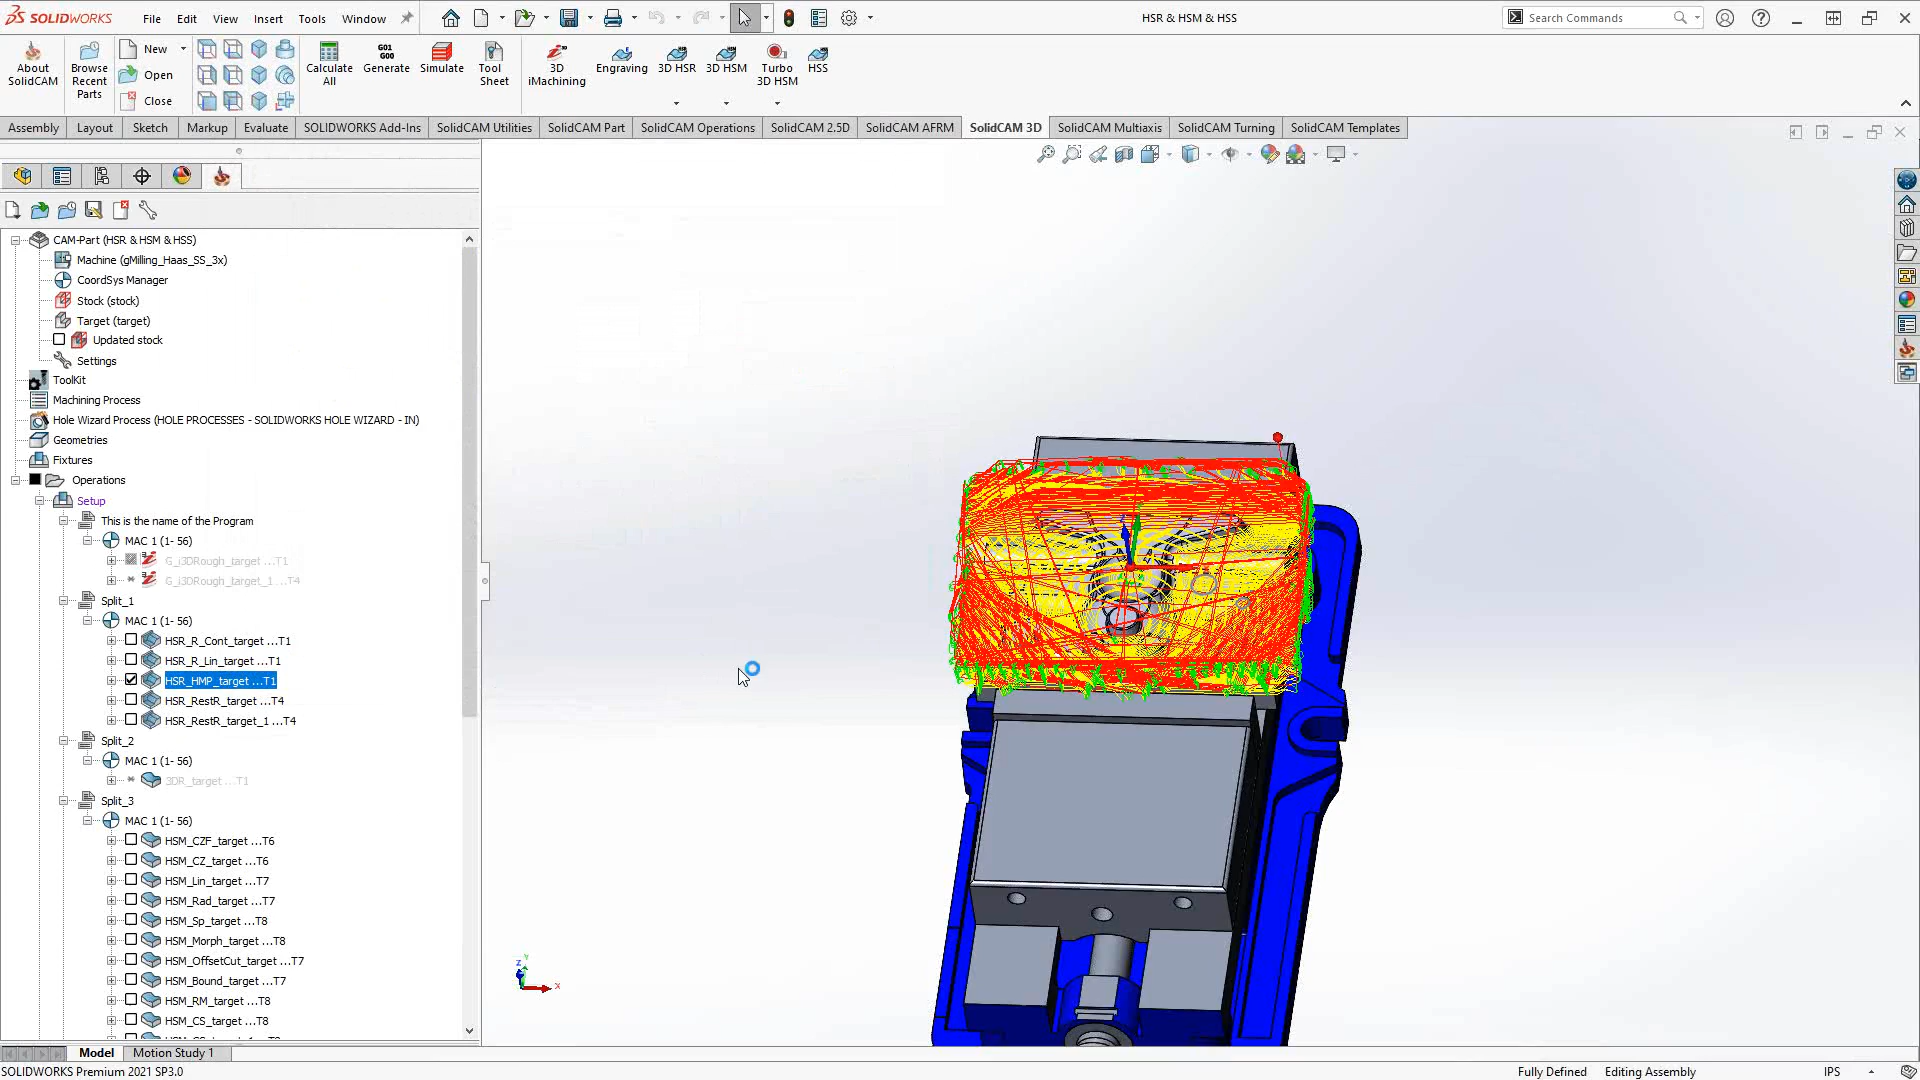 SOLIDWORKS
File Edit View Insert Tools Window
HSR & HSM & HSS
Search Commands
About SolidCAM
Browse Recent Parts
New
Open
Close
Calculate All
G01 G00
Generate
Simulate
Tool Sheet
3D iMachining
Engraving
3D HSR
3D HSM
Turbo 3D HSM
HSS
Assembly Layout Sketch Markup Evaluate SOLIDWORKS Add-Ins SolidCAM Utilities SolidCAM Part SolidCAM Operations SolidCAM 2.5D SolidCAM AFRM SolidCAM 3D SolidCAM Multiaxis SolidCAM Turning SolidCAM Templates
CAM-Part (HSR & HSM & HSS)
Machine (gMilling_Haas_SS_3x)
CoordSys Manager
Stock (stock)
Target (target)
Updated stock
Settings
ToolKit
Machining Process
Hole Wizard Process (HOLE PROCESSES - SOLIDWORKS HOLE WIZARD - IN)
Geometries
Fixtures
Operations
Setup
This is the name of the Program
MAC 1 (1- 56)
G_i3DRough_target ...T1
G_i3DRough_target_1 ...T4
Split_1
MAC 1 (1- 56)
HSR_R_Cont_target ...T1
HSR_R_Lin_target ...T1
HSR_HMP_target ...T1
HSR_RestR_target ...T4
HSR_RestR_target_1 ...T4
Split_2
MAC 1 (1- 56)
3DR_target ...T1
Split_3
MAC 1 (1- 56)
HSM_CZF_target ...T6
HSM_CZ_target ...T6
HSM_Lin_target ...T7
HSM_Rad_target ...T7
HSM_Sp_target ...T8
HSM_Morph_target ...T8
HSM_OffsetCut_target ...T7
HSM_Bound_target ...T7
HSM_RM_target ...T8
HSM_CS_target ...T8
Z Y X
Model Motion Study 1
SOLIDWORKS Premium 2021 SP3.0
Fully Defined Editing Assembly IPS